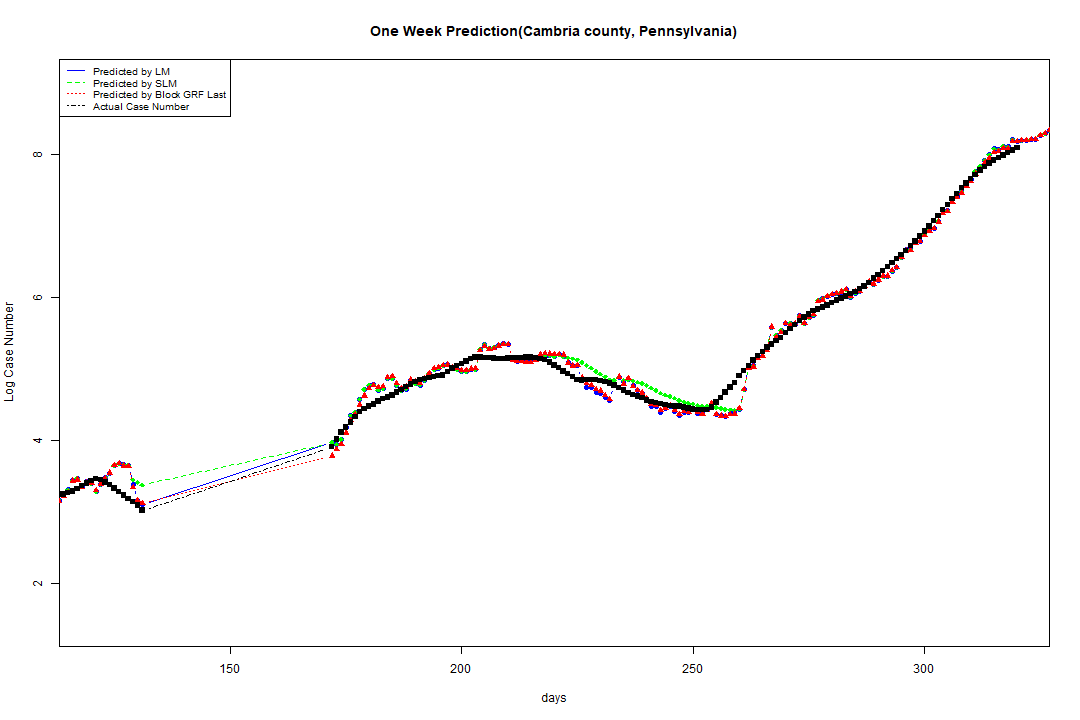 One Week Prediction(Cambria county, Pennsylvania)
Predicted by LM
Predicted by SLM
Predicted by Block GRF Last
Actual Case Number
8
6
4
2
Log Case Number
150
200
250
300
days